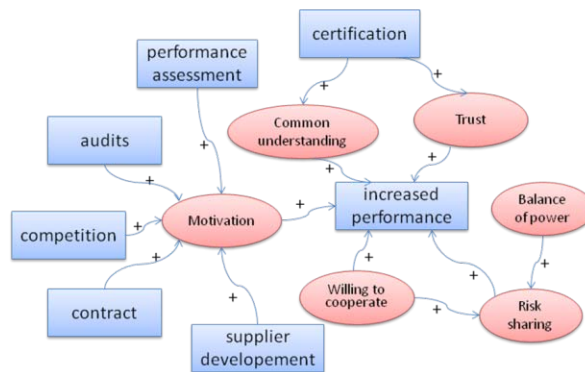 certification
performance
assessment
Common
understanding
Trust
audits
increased
performance
Balance
of power
Motivation
competition
Willing to
cooperate
Risk
sharing
contract
supplier
developement
+
+
+
+
+
+
+
+
+
+
+
+
+
+